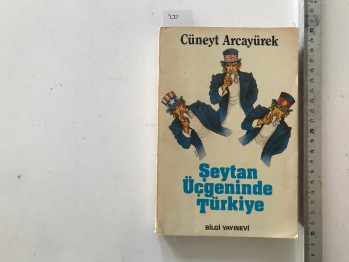 Cüneyt Arcayürek
Şeytan
Üçgeninde
Türkiye
BİLGİ YAYINEVİ